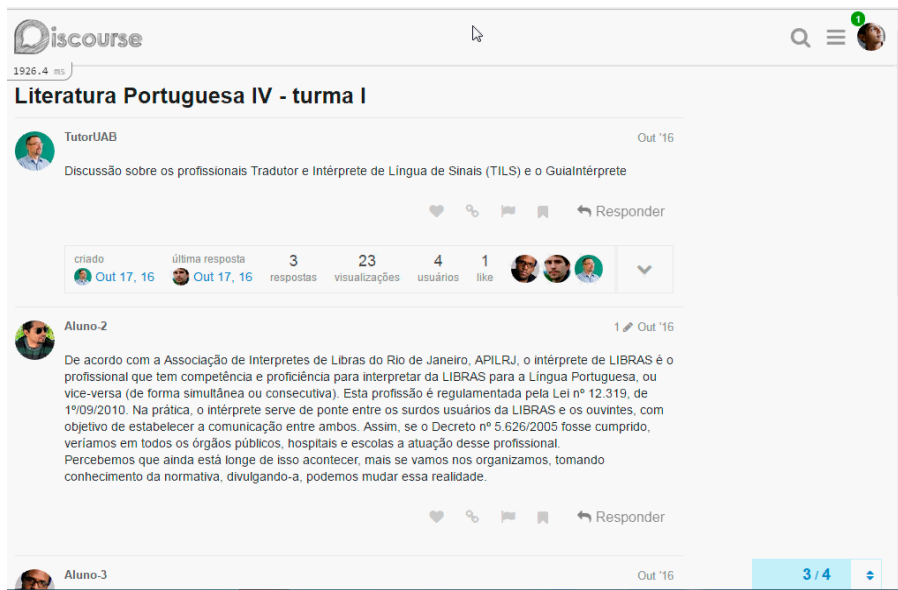 Discourse
1
1926.4 ms
Literatura Portuguesa IV - turma I
TutorUAB
Out '16
Discussão sobre os profissionais Tradutor e Intérprete de Língua de Sinais (TILS) e o GuiaIntérprete
Responder
criado
última resposta
3
23
4
1
Out 17, 16
Out 17, 16
respostas
visualizações
usuários
like
Aluno-2
1 Out '16
De acordo com a Associação de Interpretes de Libras do Rio de Janeiro, APILRJ, o intérprete de LIBRAS é o
profissional que tem competência e proficiência para interpretar da LIBRAS para a Língua Portuguesa, ou
vice-versa (de forma simultânea ou consecutiva). Esta profissão é regulamentada pela Lei nº 12.319, de
1º/09/2010. Na prática, o intérprete serve de ponte entre os surdos usuários da LIBRAS e os ouvintes, com
objetivo de estabelecer a comunicação entre ambos. Assim, se o Decreto nº 5.626/2005 fosse cumprido,
veríamos em todos os órgãos públicos, hospitais e escolas a atuação desse profissional.
Percebemos que ainda está longe de isso acontecer, mais se vamos nos organizamos, tomando
conhecimento da normativa, divulgando-a, podemos mudar essa realidade.
Responder
Aluno-3
Out '16
3 / 4